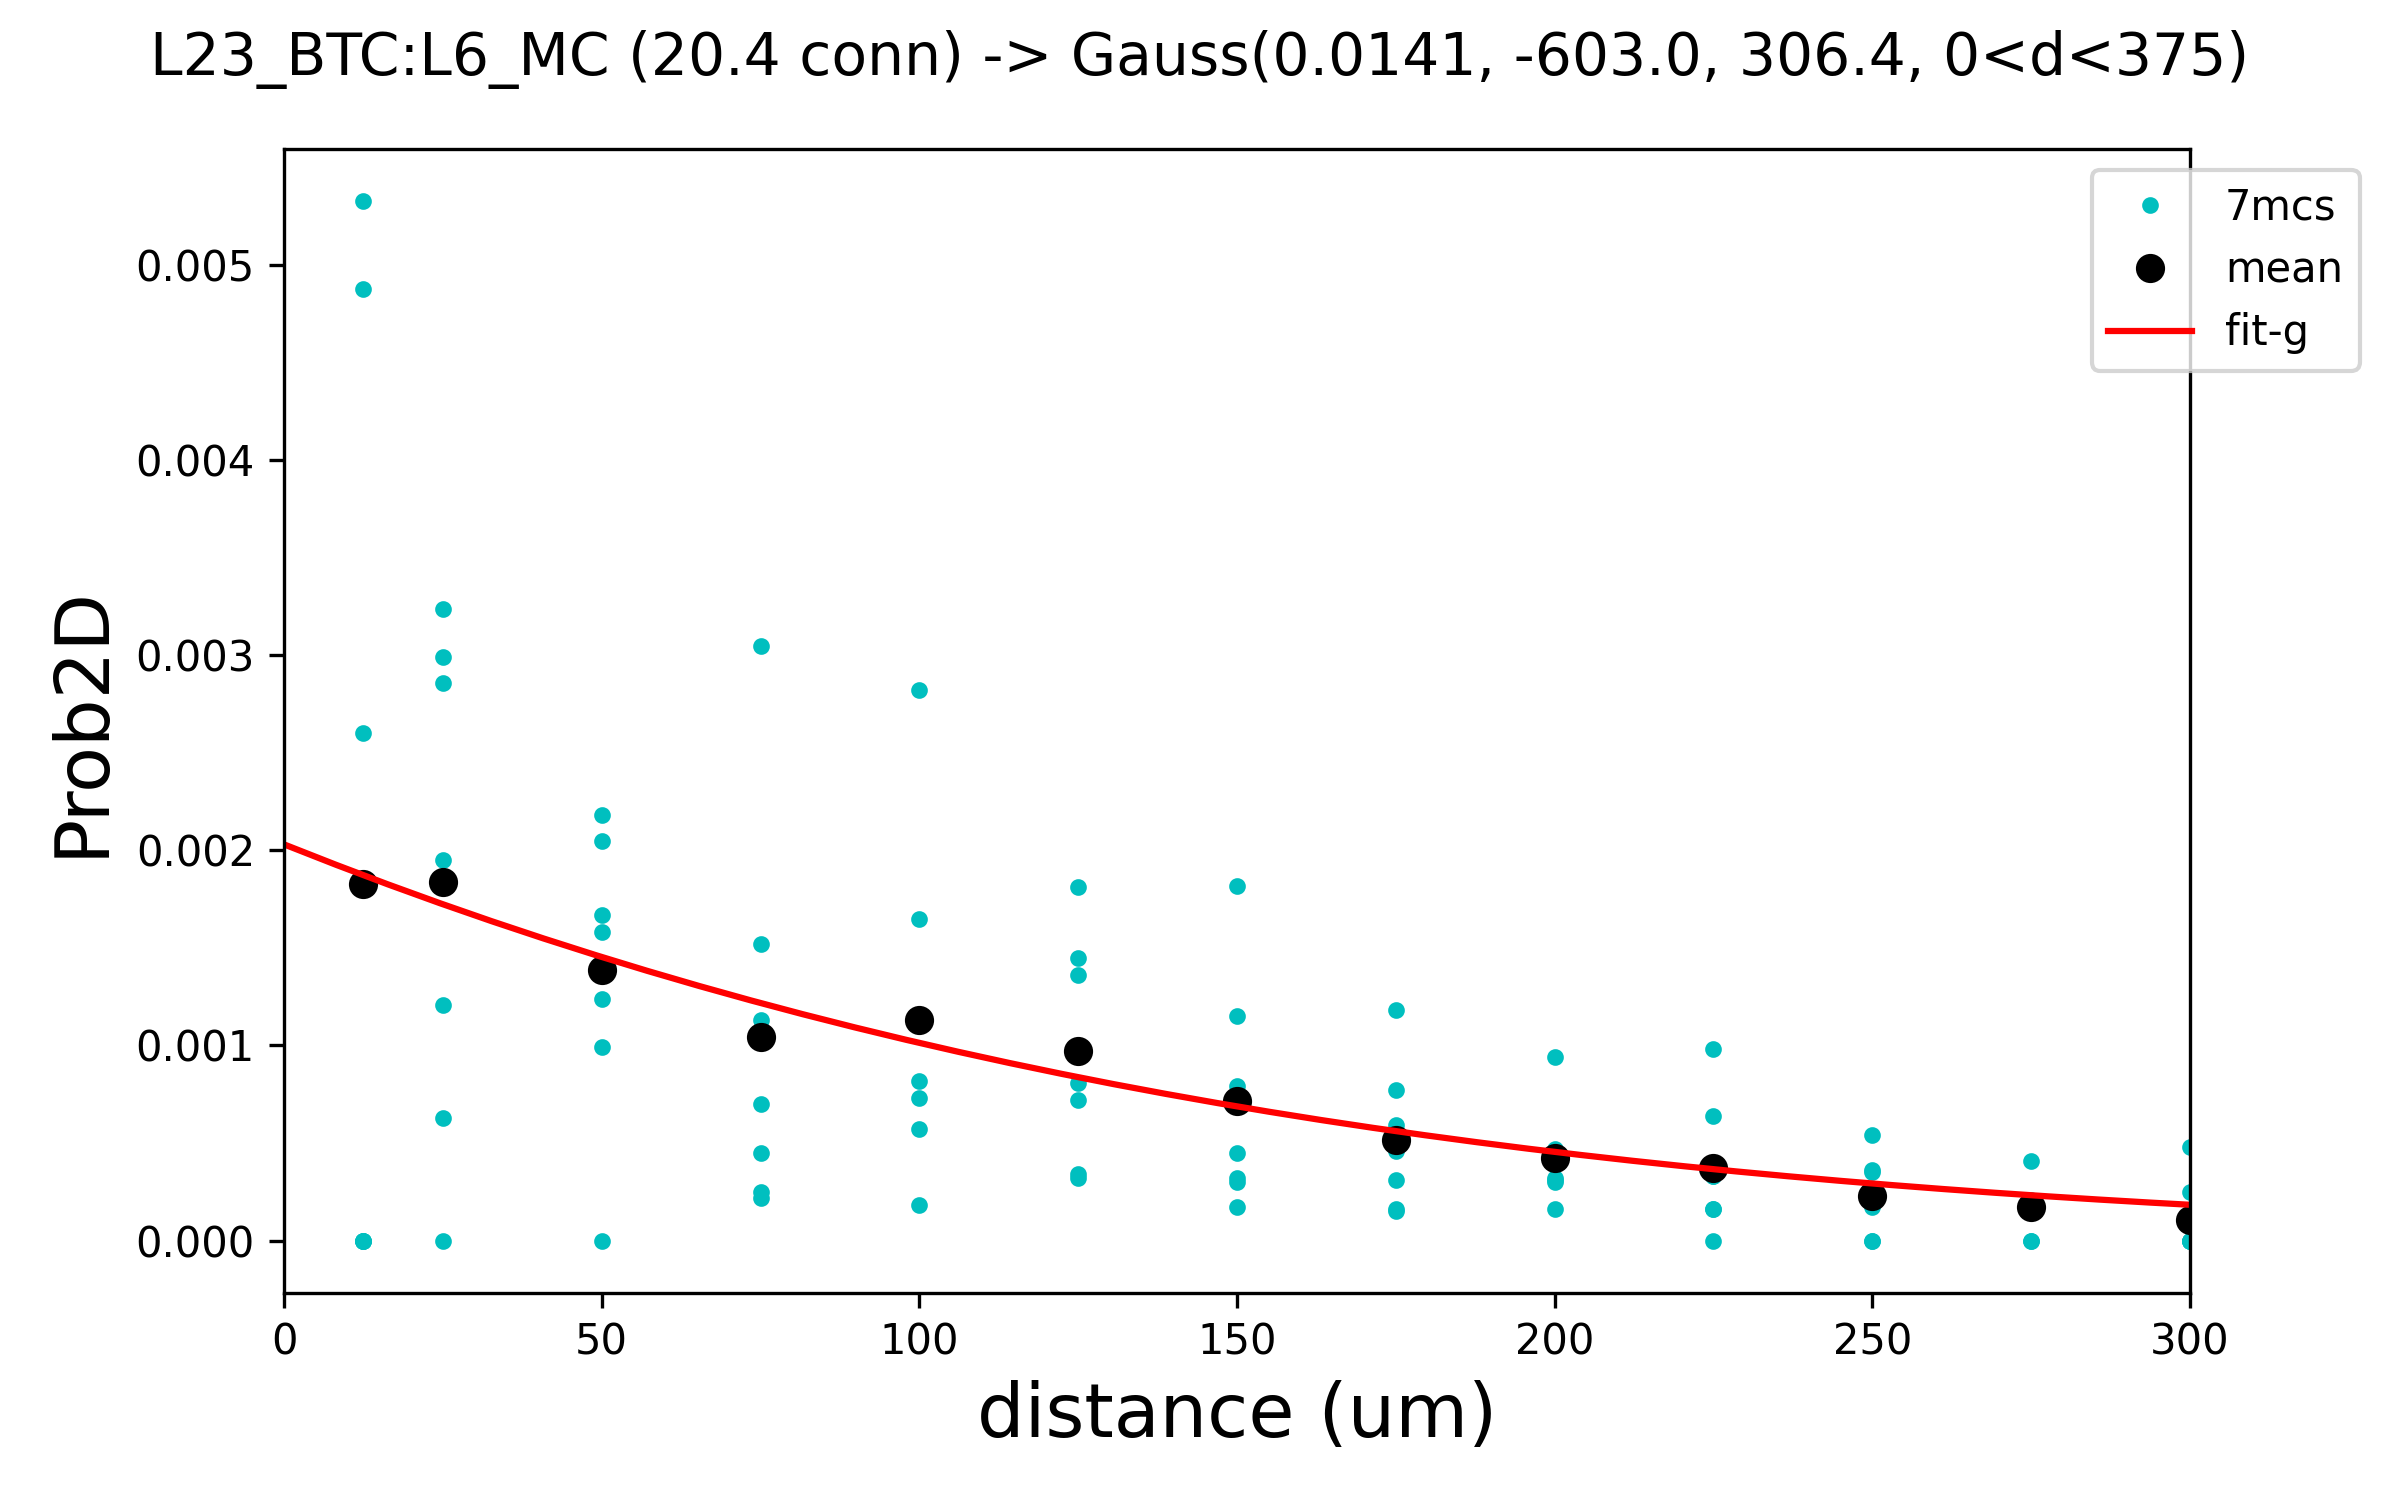 L23_BTC:L6_MC (20.4 conn) -> Gauss(0.0141, -603.0, 306.4, 0<d<375)
7mcs
mean
fit-g
Prob2D
0.005
0.004
0.003
0.002
0.001
0.000
0 50 100 150 200 250 300
distance (um)